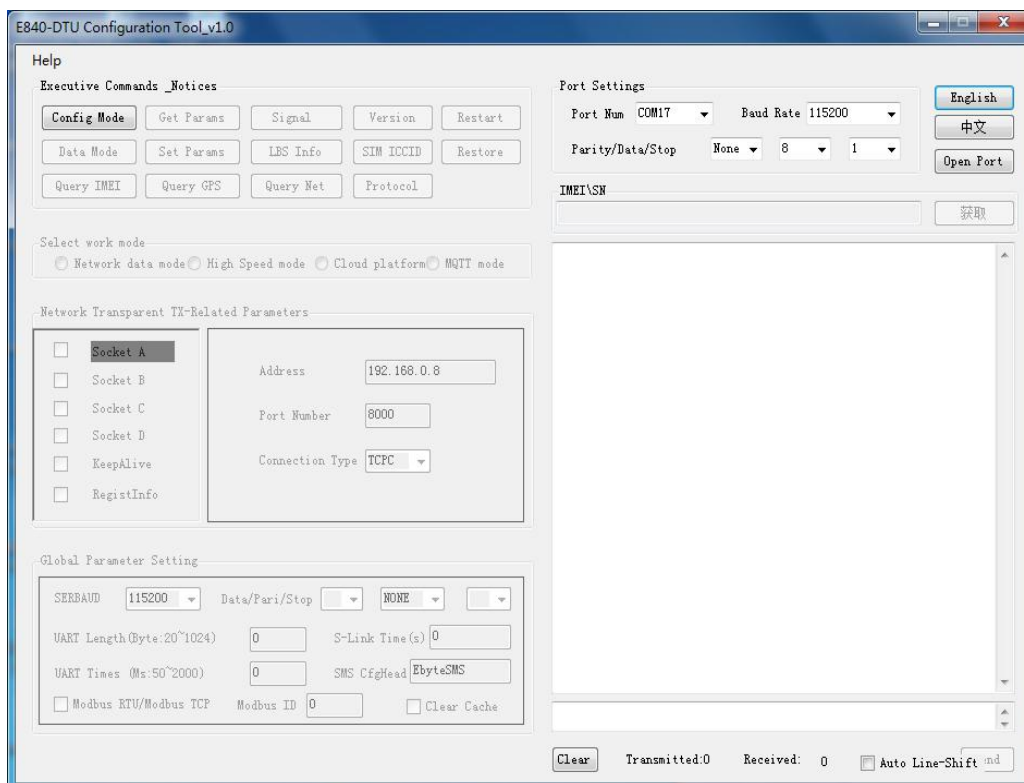 E840-DTU Configuration Tool_v1.0
Help
Executive Commands _Notices
Config Mode Get Params Signal Version Restart
Data Mode Set Params LBS Info SIM ICCID Restore
Query IMEI Query GPS Query Net Protocol
Select work mode
Network data mode High Speed mode Cloud platform MQTT mode
Network Transparent TX-Related Parameters
Socket A
Socket B
Socket C
Socket D
KeepAlive
RegistInfo
Address 192.168.0.8
Port Number 8000
Connection Type TCPC
Global Parameter Setting
SERBAUD 115200 Data/Pari/Stop NONE
UART Length(Byte:20~1024) 0 S-Link Time(s) 0
UART Times (Ms:50~2000) 0 SMS CfgHead EbyteSMS
Modbus RTU/Modbus TCP Modbus ID 0 Clear Cache
Port Settings
Port Num COM17 Baud Rate 115200
Parity/Data/Stop None 8 1
English
中文
Open Port
IMEI\SN
获取
Clear Transmitted:0 Received: 0 Auto Line-Shift nd